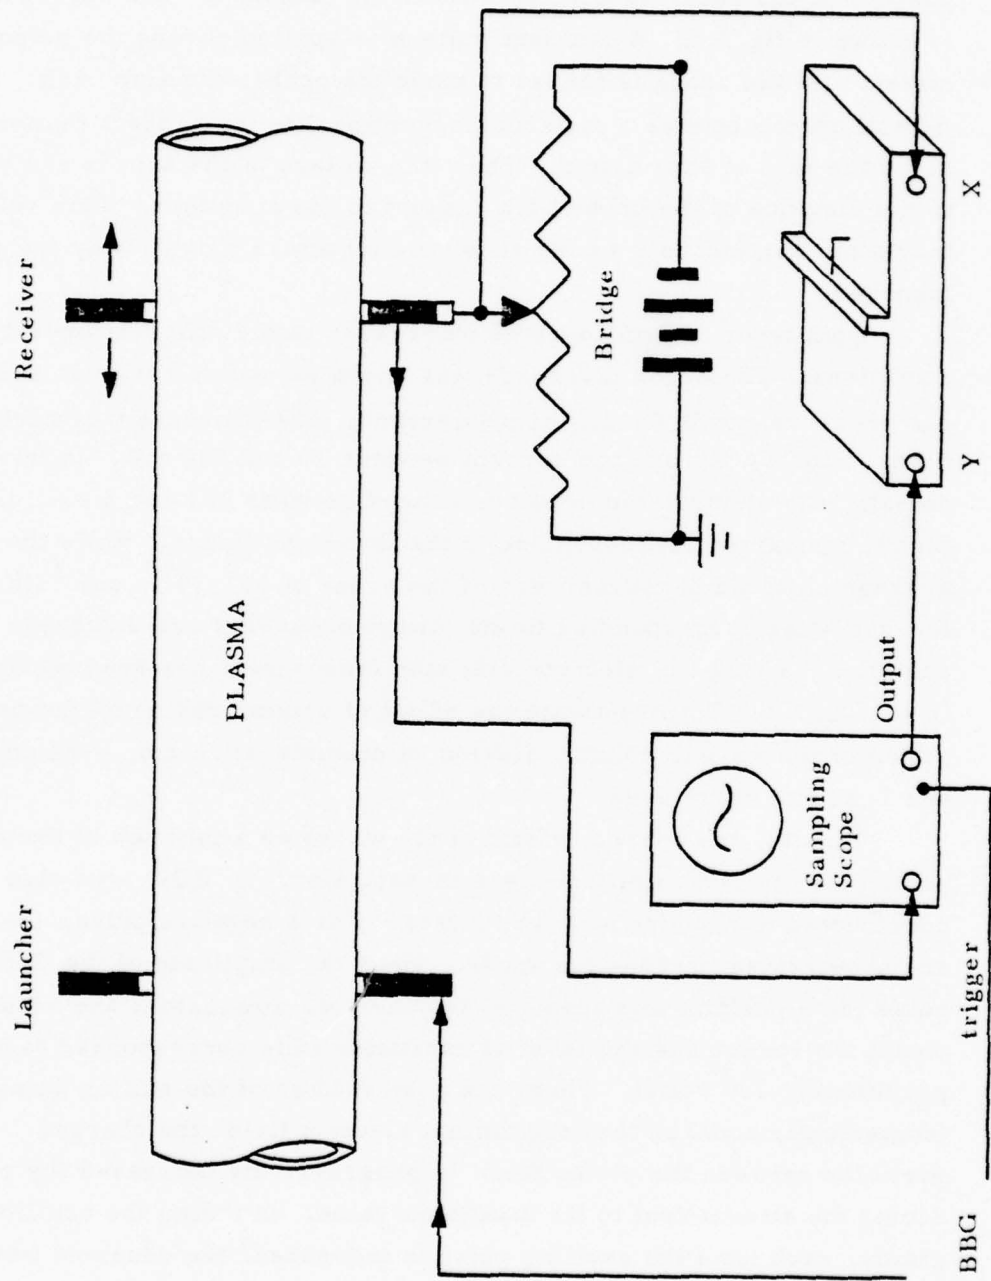 Launcher
Receiver
PLASMA
Bridge
Sampling
Scope
Output
Y
X
BBG
trigger